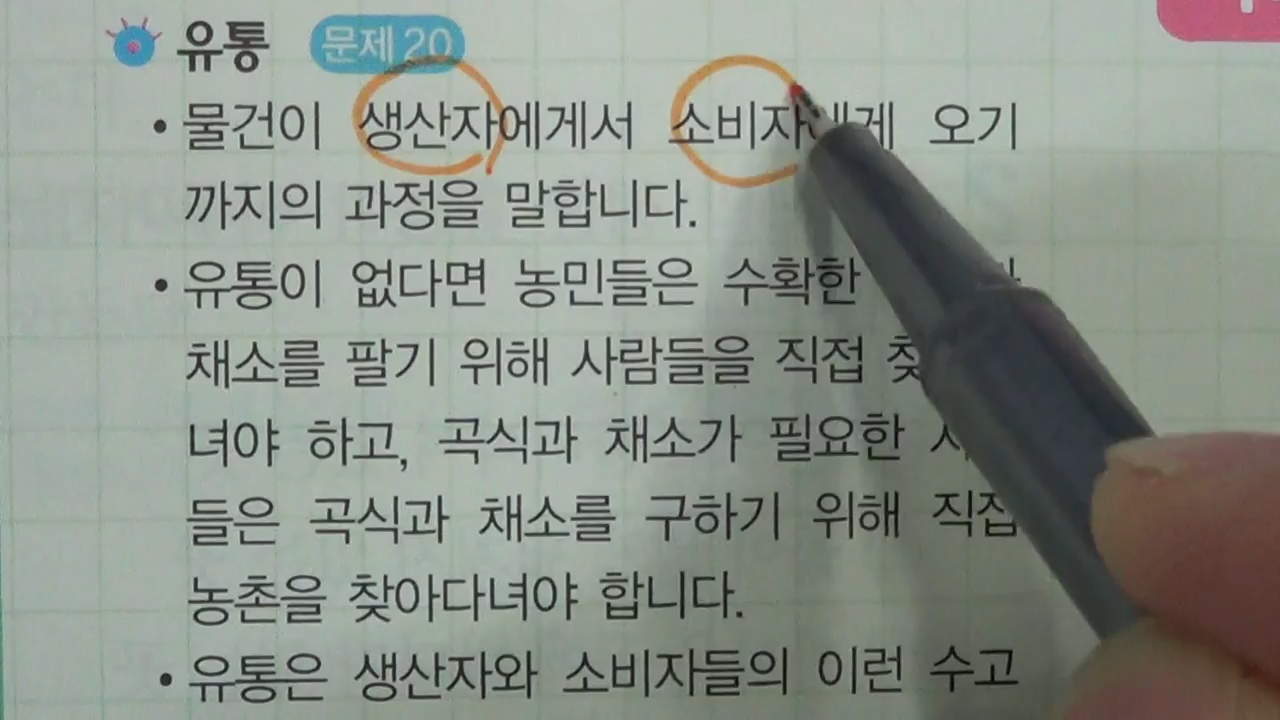 유통 문제 20
• 물건이 생산자에게서 소비자에게 오기
까지의 과정을 말합니다.
• 유통이 없다면 농민들은 수확한
채소를 팔기 위해 사람들을 직접 찾
녀야 하고, 곡식과 채소가 필요한
들은 곡식과 채소를 구하기 위해 직접
농촌을 찾아다녀야 합니다.
• 유통은 생산자와 소비자들의 이런 수고